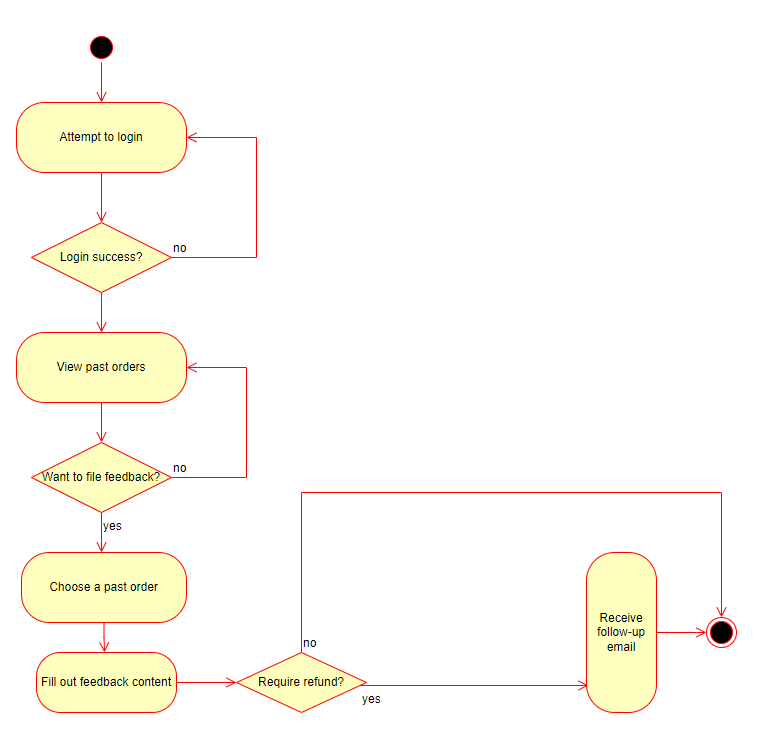 Attempt to login
Login success?
no
View past orders
Want to file feedback?
no
yes
Choose a past order
Fill out feedback content
Require refund?
no
yes
Receive
follow-up
email